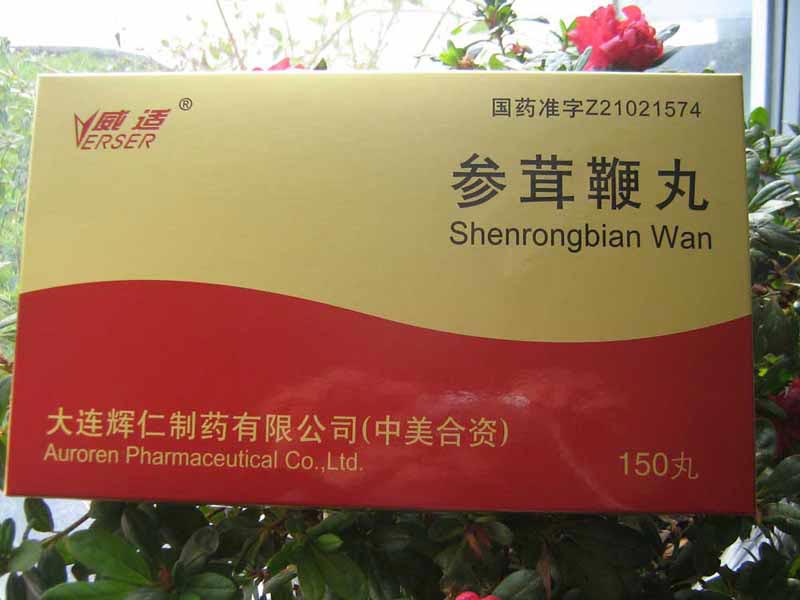 威适®
VERSER
国药准字Z21021574
参茸鞭丸
Shenrongbian Wan
大连辉仁制药有限公司(中美合资)
Auroren Pharmaceutical Co.,Ltd.
150丸